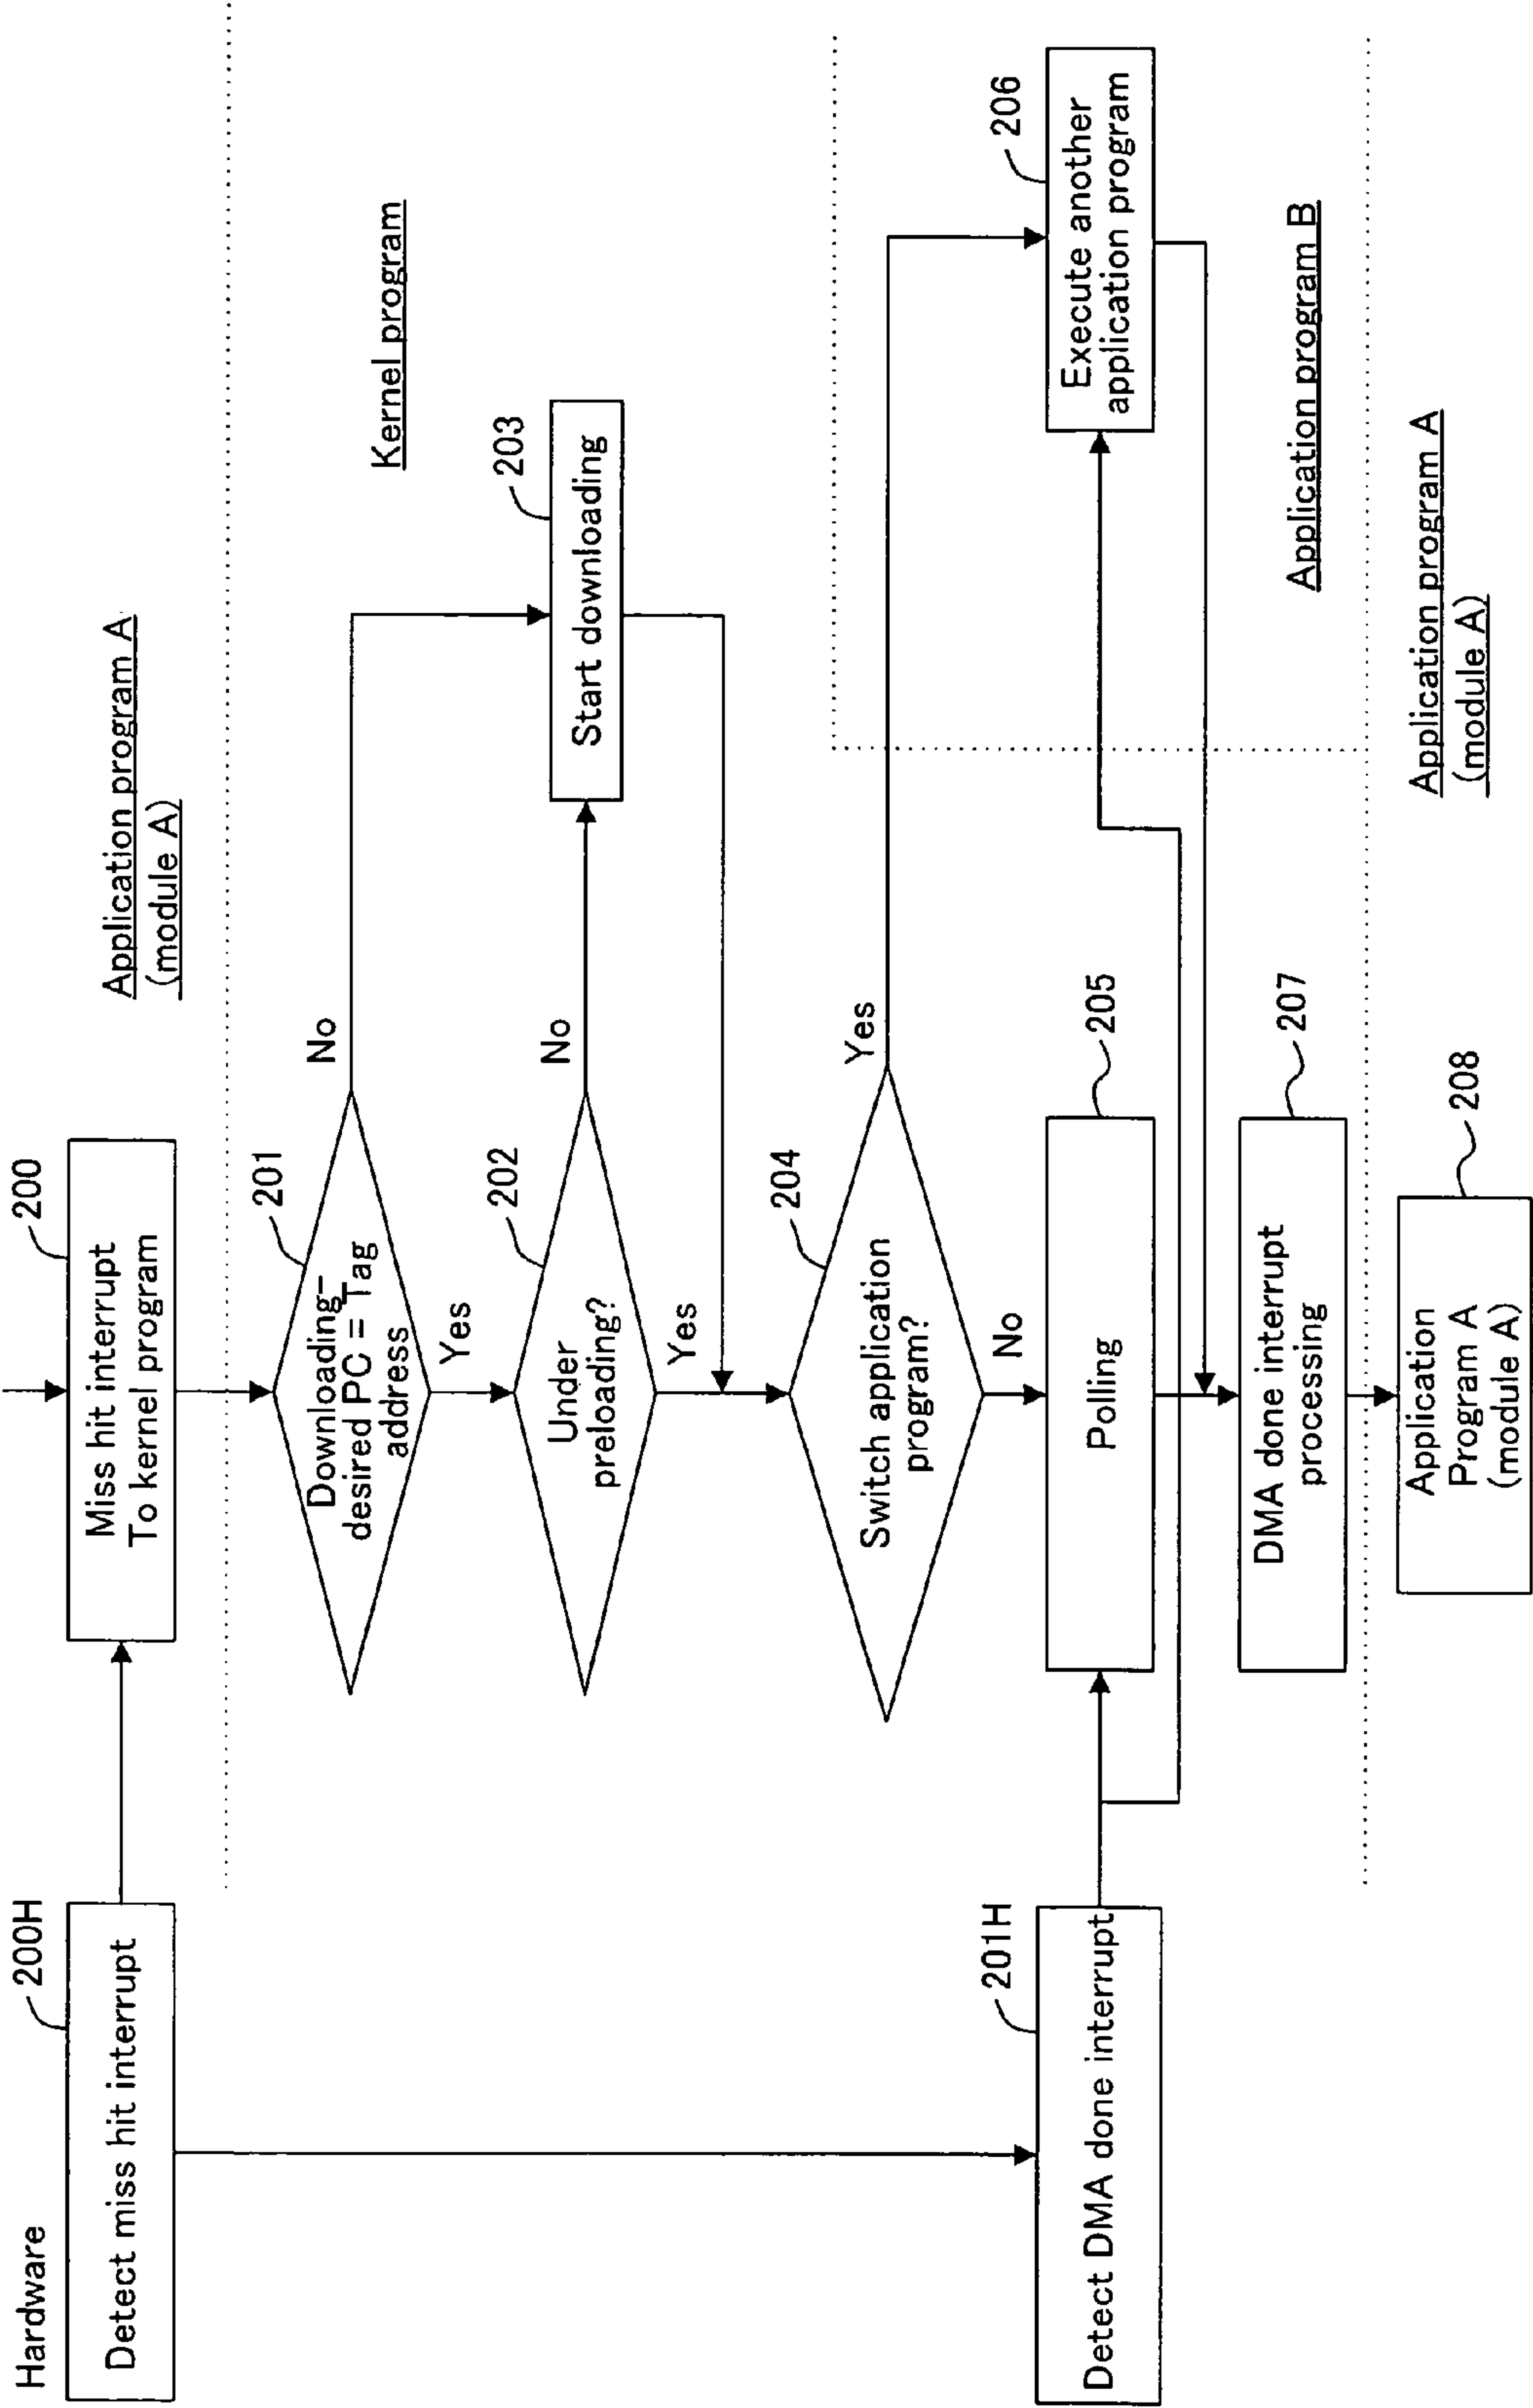 Hardware
200H
Detect miss hit interrupt
200
Miss hit interrupt
To kernel program
Application program A
(module A)
201
Downloading-
desired PC = Tag
address
No
Yes
Kernel program
202
Under
preloading?
No
Yes
203
Start downloading
204
Switch application
program?
Yes
No
201H
Detect DMA done interrupt
205
Polling
206
Execute another
application program
207
DMA done interrupt
processing
Application program B
208
Application
Program A
(module A)
Application program A
(module A)